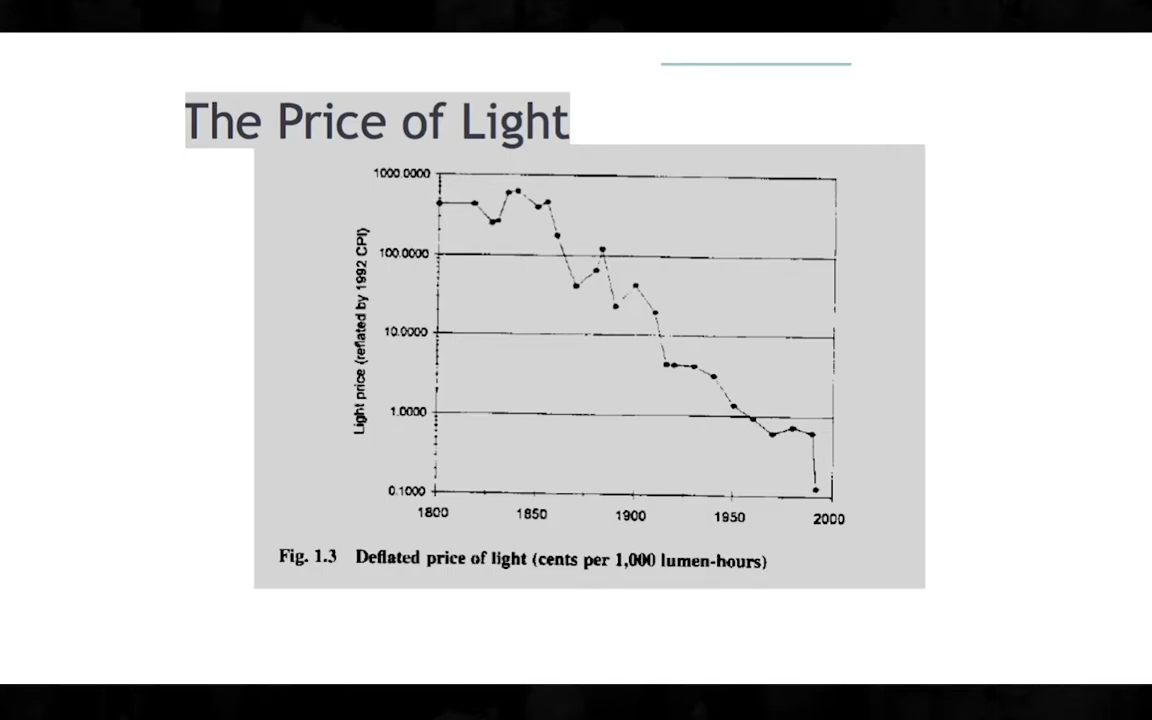 The Price of Light
1000.0000
100.0000
10.0000
1.0000
0.1000
Light price (reflated by 1992 CPI)
1800 1850 1900 1950 2000
Fig. 1.3 Deflated price of light (cents per 1,000 lumen-hours)